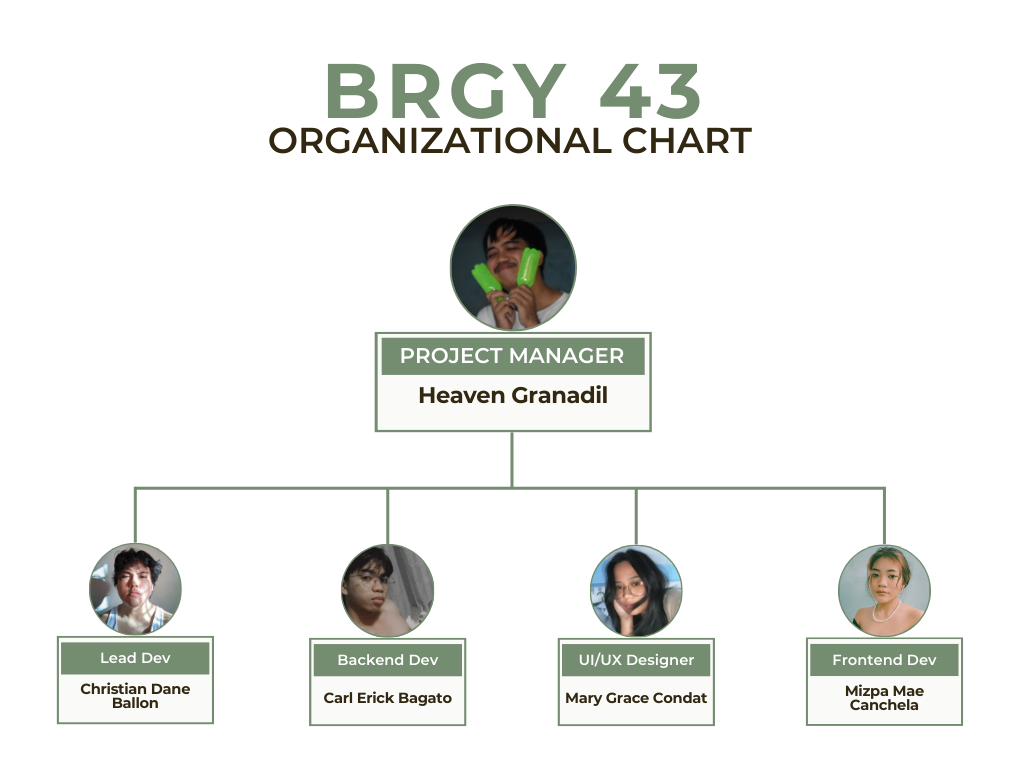 BRGY 43
ORGANIZATIONAL CHART
PROJECT MANAGER
Heaven Granadil
Lead Dev
Christian Dane
Ballon
Backend Dev
Carl Erick Bagato
UI/UX Designer
Mary Grace Condat
Frontend Dev
Mizpa Mae
Canchela